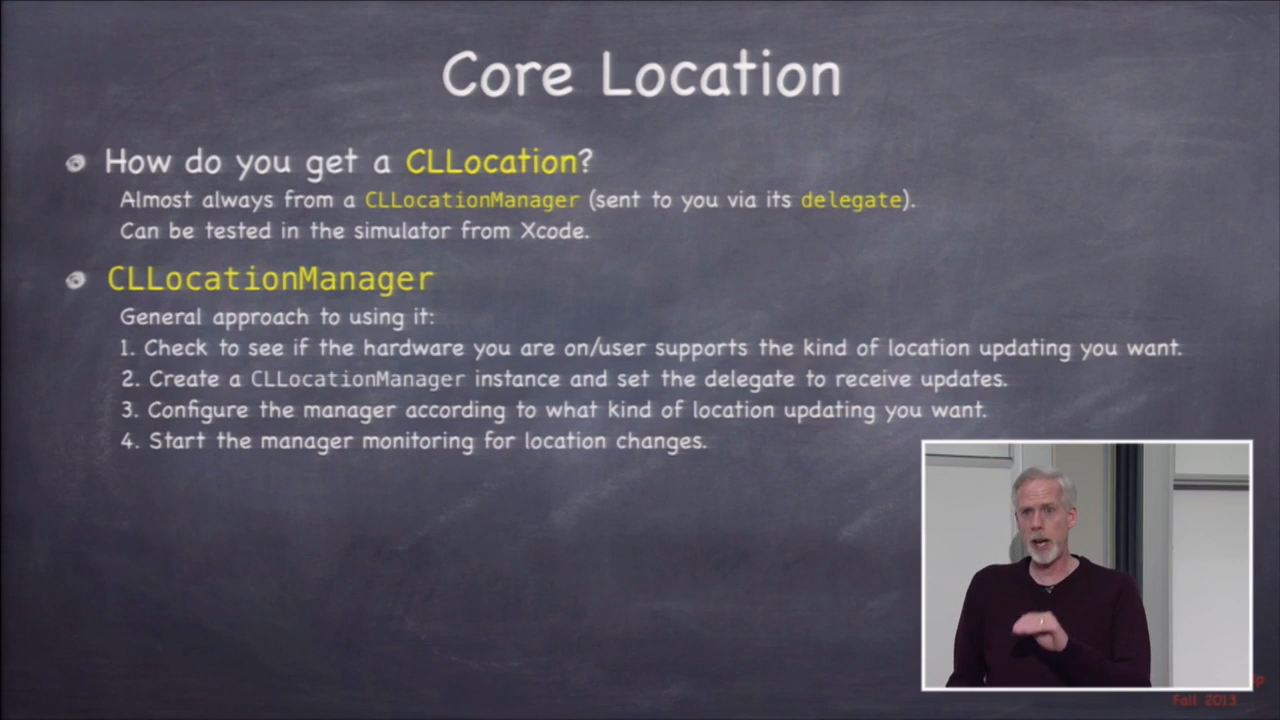 Core Location
How do you get a CLLocation?
Almost always from a CLLocationManager (sent to you via its delegate).
Can be tested in the simulator from Xcode.
CLLocationManager
General approach to using it:
1. Check to see if the hardware you are on/user supports the kind of location updating you want.
2. Create a CLLocationManager instance and set the delegate to receive updates.
3. Configure the manager according to what kind of location updating you want.
4. Start the manager monitoring for location changes.
Fall 2013